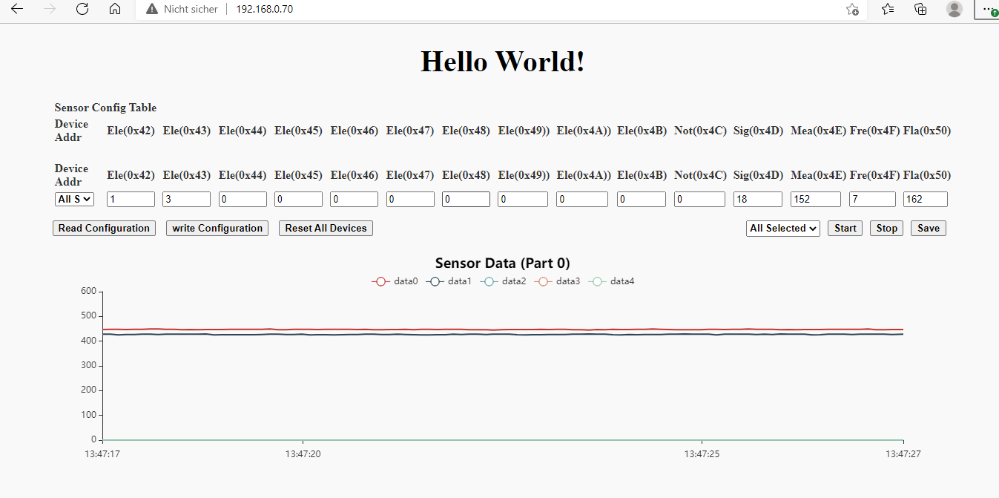 Nicht sicher 192.168.0.70
Hello World!
Sensor Config Table
Device Addr Ele(0x42) Ele(0x43) Ele(0x44) Ele(0x45) Ele(0x46) Ele(0x47) Ele(0x48) Ele(0x49)) Ele(0x4A)) Ele(0x4B) Not(0x4C) Sig(0x4D) Mea(0x4E) Fre(0x4F) Fla(0x50)
Device Addr Ele(0x42) Ele(0x43) Ele(0x44) Ele(0x45) Ele(0x46) Ele(0x47) Ele(0x48) Ele(0x49)) Ele(0x4A)) Ele(0x4B) Not(0x4C) Sig(0x4D) Mea(0x4E) Fre(0x4F) Fla(0x50)
All S 1 3 0 0 0 0 0 0 0 0 0 18 152 7 162
Read Configuration write Configuration Reset All Devices All Selected Start Stop Save
Sensor Data (Part 0)
data0 data1 data2 data3 data4
600
500
400
300
200
100
0
13:47:17 13:47:20 13:47:25 13:47:27